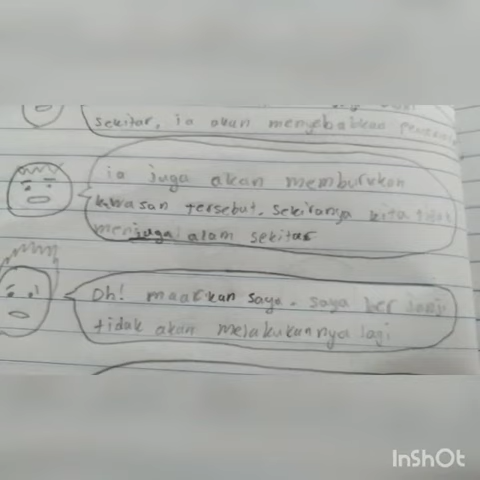 sekitar, ia akan menyebabkan
ia juga akan memburukan
kawasan tersebut. sekiranya kita tidak
menjaga alam sekitar
Oh! maafkan saya. saya berjanji
tidak akan melakukannya lagi
InShOt